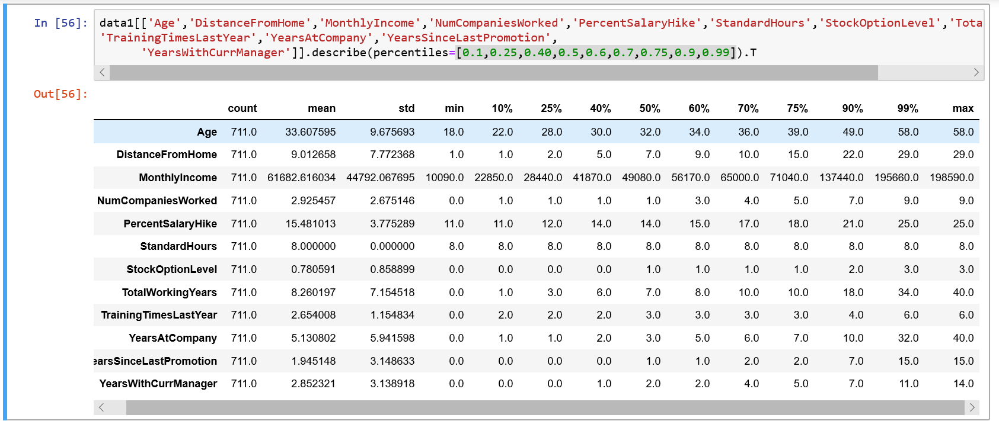 In [56]: data1[['Age','DistanceFromHome','MonthlyIncome','NumCompaniesWorked','PercentSalaryHike','StandardHours','StockOptionLevel','Tota
'TrainingTimesLastYear','YearsAtCompany','YearsSinceLastPromotion',
'YearsWithCurrManager']].describe(percentiles=[0.1,0.25,0.40,0.5,0.6,0.7,0.75,0.9,0.99]).T
Out[56]:
count mean std min 10% 25% 40% 50% 60% 70% 75% 90% 99% max
Age 711.0 33.607595 9.675693 18.0 22.0 28.0 30.0 32.0 34.0 36.0 39.0 49.0 58.0 58.0
DistanceFromHome 711.0 9.012658 7.772368 1.0 1.0 2.0 5.0 7.0 9.0 10.0 15.0 22.0 29.0 29.0
MonthlyIncome 711.0 61682.616034 44792.067695 10090.0 22850.0 28440.0 41870.0 49080.0 56170.0 65000.0 71040.0 137440.0 195660.0 198590.0
NumCompaniesWorked 711.0 2.925457 2.675146 0.0 1.0 1.0 1.0 1.0 3.0 4.0 5.0 7.0 9.0 9.0
PercentSalaryHike 711.0 15.481013 3.775289 11.0 11.0 12.0 14.0 14.0 15.0 17.0 18.0 21.0 25.0 25.0
StandardHours 711.0 8.000000 0.000000 8.0 8.0 8.0 8.0 8.0 8.0 8.0 8.0 8.0 8.0 8.0
StockOptionLevel 711.0 0.780591 0.858899 0.0 0.0 0.0 0.0 1.0 1.0 1.0 1.0 2.0 3.0 3.0
TotalWorkingYears 711.0 8.260197 7.154518 0.0 1.0 3.0 6.0 7.0 8.0 10.0 10.0 18.0 34.0 40.0
TrainingTimesLastYear 711.0 2.654008 1.154834 0.0 2.0 2.0 2.0 3.0 3.0 3.0 3.0 4.0 6.0 6.0
YearsAtCompany 711.0 5.130802 5.941598 0.0 1.0 1.0 2.0 3.0 5.0 6.0 7.0 10.0 32.0 40.0
earsSinceLastPromotion 711.0 1.945148 3.148633 0.0 0.0 0.0 0.0 1.0 1.0 2.0 2.0 7.0 15.0 15.0
YearsWithCurrManager 711.0 2.852321 3.138918 0.0 0.0 0.0 1.0 2.0 2.0 4.0 5.0 7.0 11.0 14.0